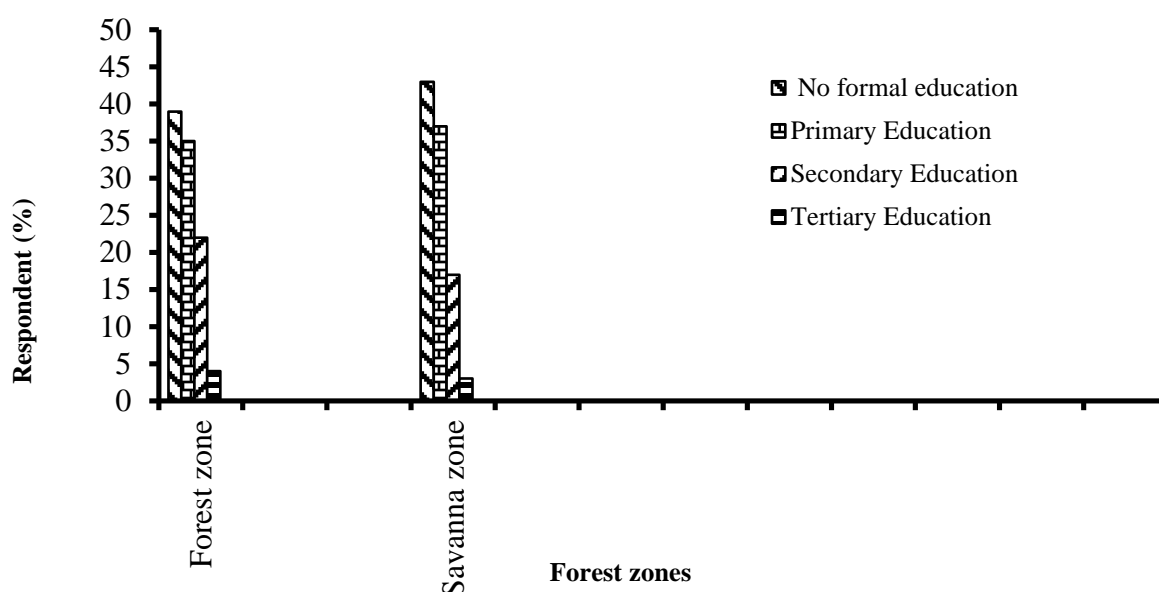 50
45
40
35
30
25
20
15
10
5
0
Respondent (%)
No formal education
Primary Education
Secondary Education
Tertiary Education
Forest zone
Savanna zone
Forest zones